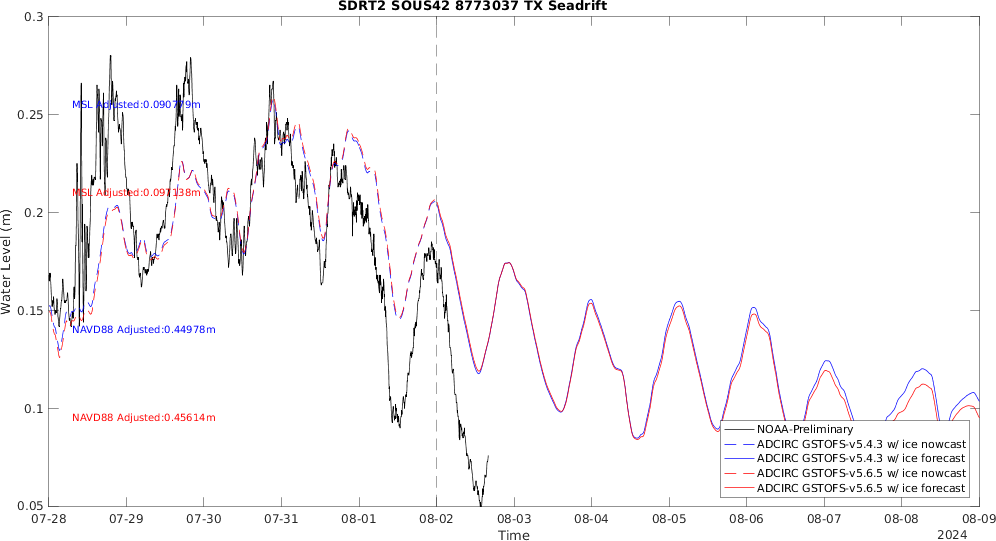 SDRT2 SOUS42 8773037 TX Seadrift
0.3
0.25
0.2
0.15
0.1
0.05
Water Level (m)
MSL Adjusted:0.090779m
MSL Adjusted:0.091138m
NAVD88 Adjusted:0.44978m
NAVD88 Adjusted:0.45614m
NOAA-Preliminary
ADCIRC GSTOFS-v5.4.3 w/ ice nowcast
ADCIRC GSTOFS-v5.4.3 w/ ice forecast
ADCIRC GSTOFS-v5.6.5 w/ ice nowcast
ADCIRC GSTOFS-v5.6.5 w/ ice forecast
07-28 07-29 07-30 07-31 08-01 08-02 08-03 08-04 08-05 08-06 08-07 08-08 08-09
Time
2024